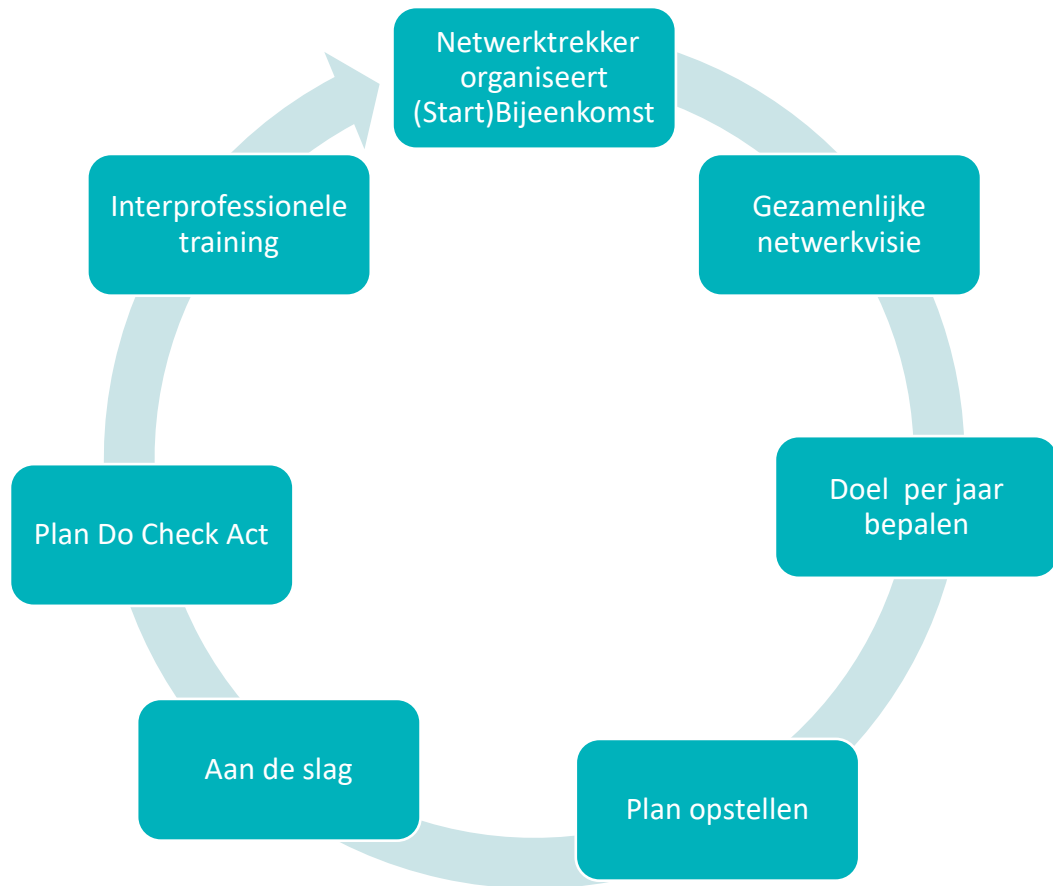 Netwerktrekker
organiseert
(Start)Bijeenkomst
Gezamenlijke
netwerkvisie
Doel  per jaar
bepalen
Plan opstellen
Aan de slag
Plan Do Check Act
Interprofessionele
training